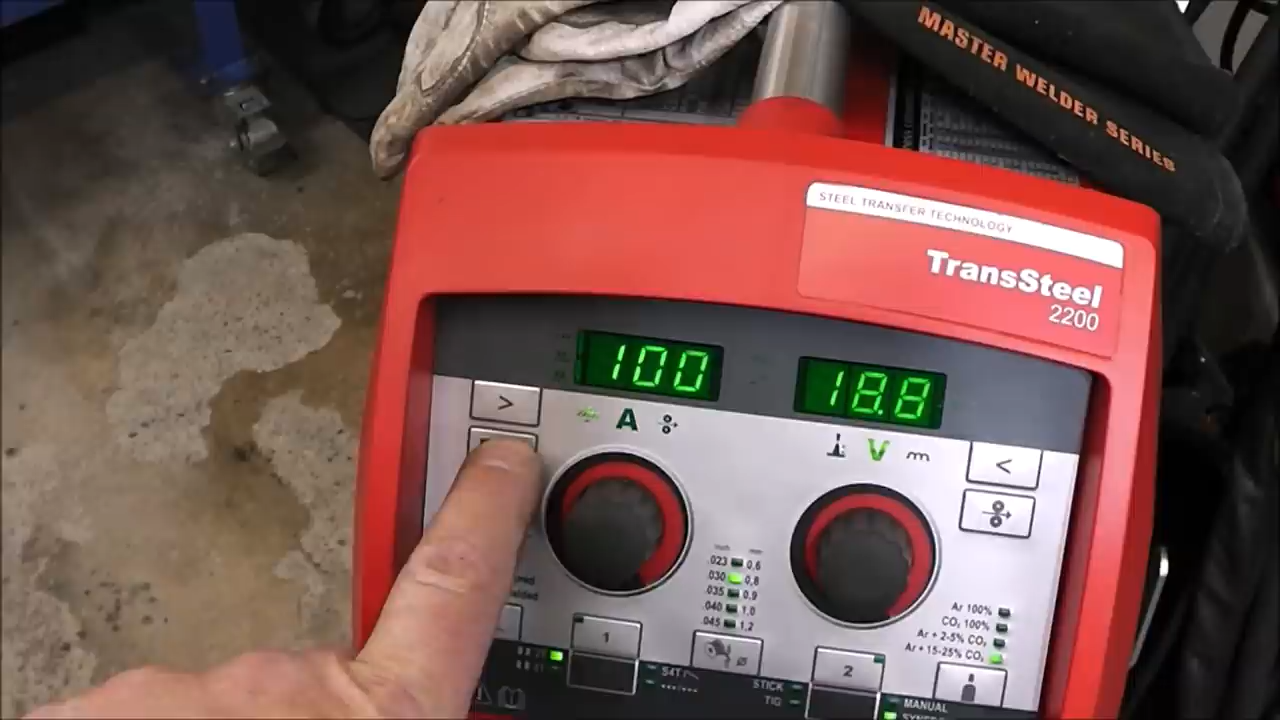 MASTER WELDER SERIES
STEEL TRANSFER TECHNOLOGY
TransSteel
2200
100
18.8
>
A
V
<
inch mm
.023 0,6
.030 0,8
.035 0,9
.040 1,0
.045 1,2
Ar 100%
CO₂ 100%
Ar + 2-5% CO₂
Ar + 15-25% CO₂
1
2
S4T
STICK
TIG
MANUAL